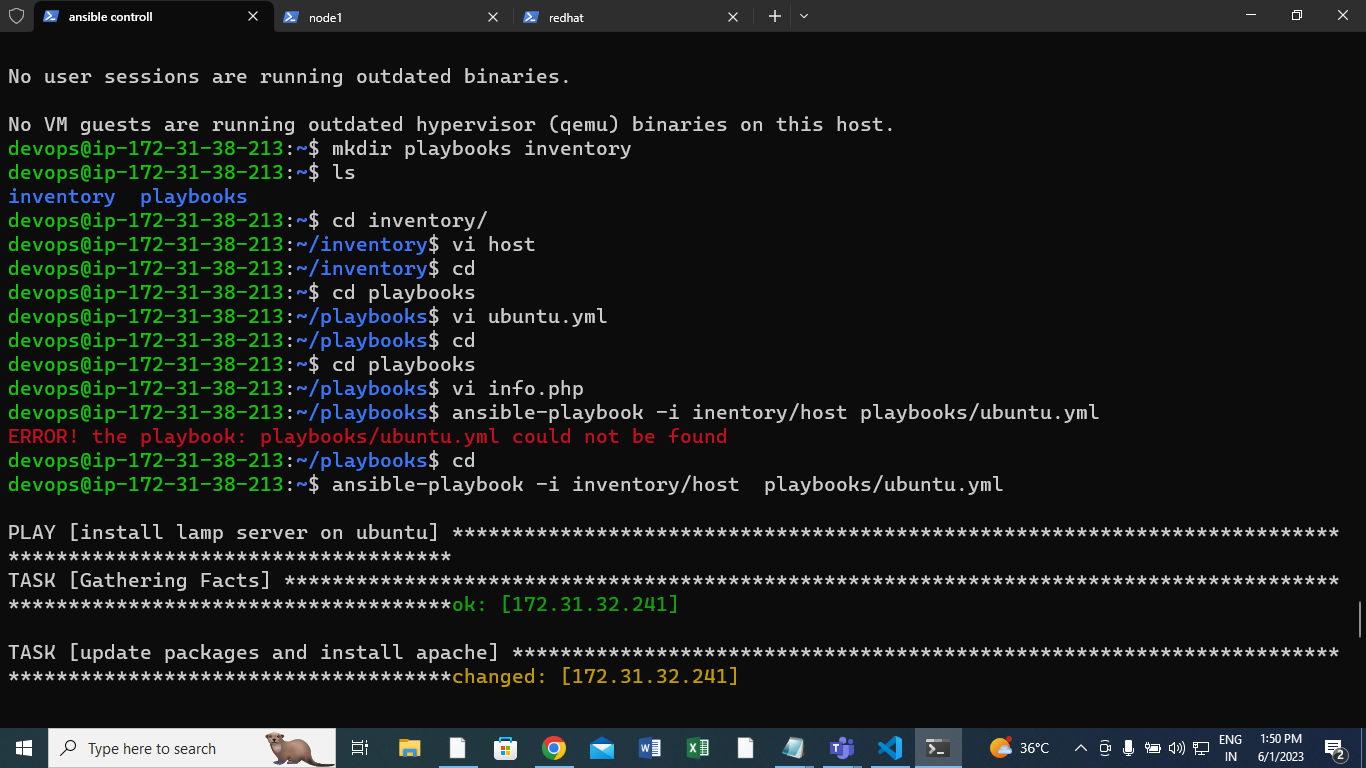 ansible controll
node1
redhat
No user sessions are running outdated binaries.
No VM guests are running outdated hypervisor (qemu) binaries on this host.
devops@ip-172-31-38-213:~$ mkdir playbooks inventory
devops@ip-172-31-38-213:~$ ls
inventory  playbooks
devops@ip-172-31-38-213:~$ cd inventory/
devops@ip-172-31-38-213:~/inventory$ vi host
devops@ip-172-31-38-213:~/inventory$ cd
devops@ip-172-31-38-213:~$ cd playbooks
devops@ip-172-31-38-213:~/playbooks$ vi ubuntu.yml
devops@ip-172-31-38-213:~/playbooks$ cd
devops@ip-172-31-38-213:~$ cd playbooks
devops@ip-172-31-38-213:~/playbooks$ vi info.php
devops@ip-172-31-38-213:~/playbooks$ ansible-playbook -i inentory/host playbooks/ubuntu.yml
ERROR! the playbook: playbooks/ubuntu.yml could not be found
devops@ip-172-31-38-213:~/playbooks$ cd
devops@ip-172-31-38-213:~$ ansible-playbook -i inventory/host  playbooks/ubuntu.yml
PLAY [install lamp server on ubuntu] **************************************************************************
*************************************
TASK [Gathering Facts] ****************************************************************************************
*************************************ok: [172.31.32.241]
TASK [update packages and install apache] *********************************************************************
*************************************changed: [172.31.32.241]
Type here to search
36°C
ENG
IN
1:50 PM
6/1/2023
2